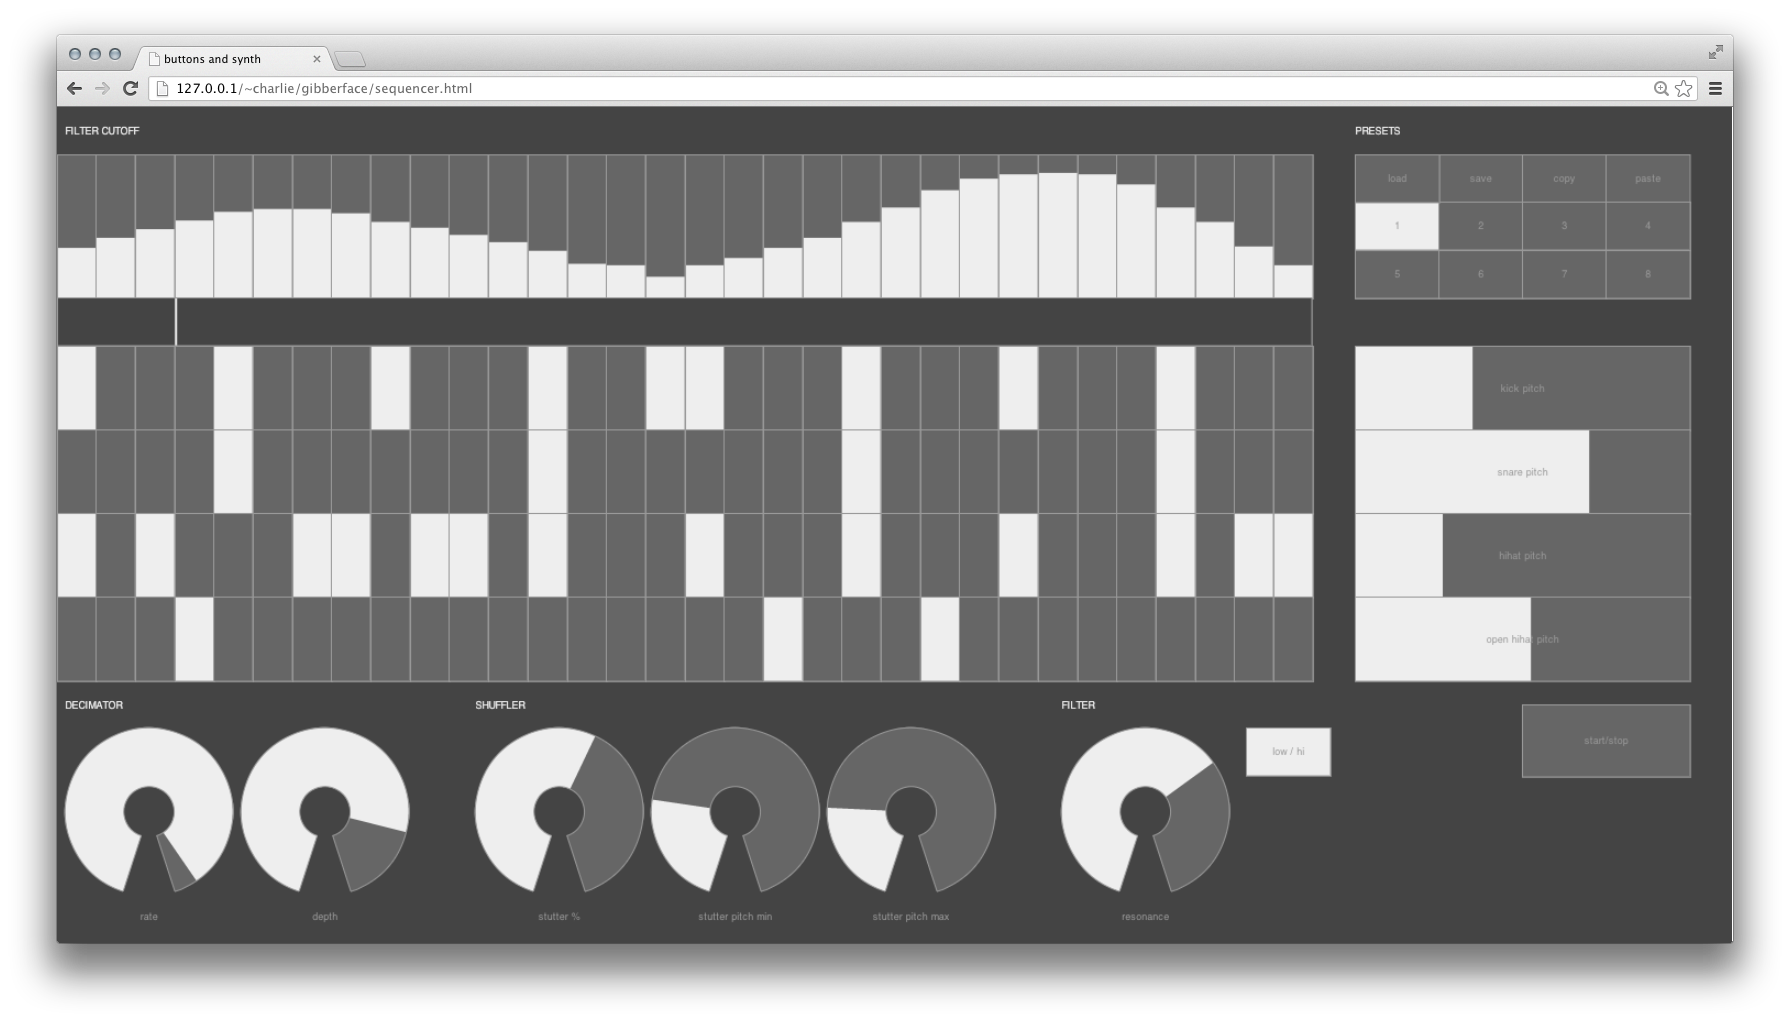 buttons and synth
127.0.0.1/~charlie/gibberface/sequencer.html
FILTER CUTOFF
PRESETS
load save copy paste
1 2 3 4
5 6 7 8
kick pitch
snare pitch
hihat pitch
open hihat pitch
DECIMATOR SHUFFLER FILTER
low / hi
start/stop
rate depth stutter % stutter pitch min stutter pitch max resonance